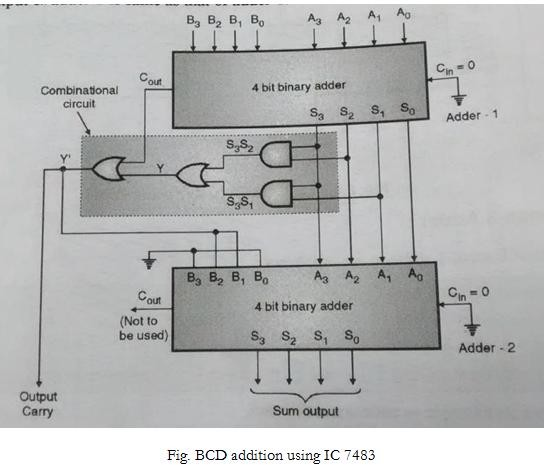 B3 B2 B1 B0
A3 A2 A1 A0
Cout
4 bit binary adder
Cin = 0
Combinational
circuit
S3 S2 S1 S0
Adder - 1
S3S2
Y'
Y
S3S1
B3 B2 B1 B0
A3 A2 A1 A0
Cout
4 bit binary adder
Cin = 0
(Not to
be used)
S3 S2 S1 S0
Adder - 2
Output
Carry
Sum output
Fig. BCD addition using IC 7483